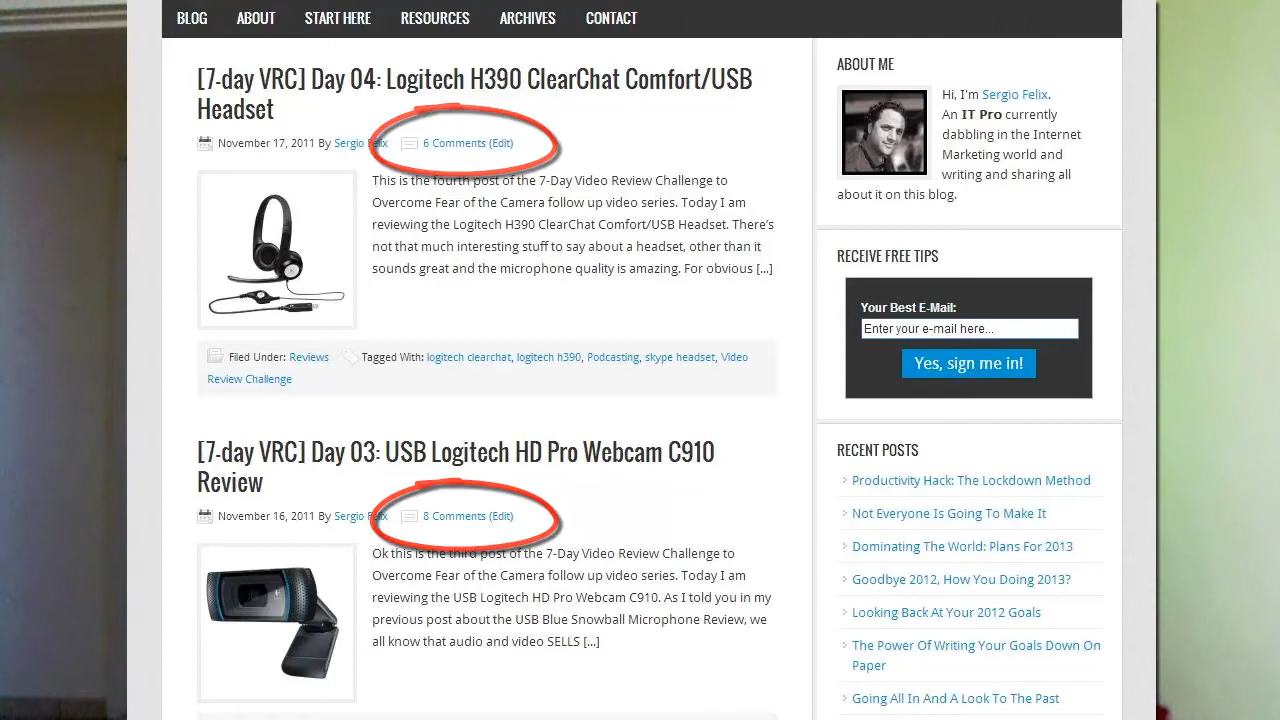 BLOG ABOUT START HERE RESOURCES ARCHIVES CONTACT
[7-day VRC] Day 04: Logitech H390 ClearChat Comfort/USB
Headset
November 17, 2011 By Sergio Felix 6 Comments (Edit)
This is the fourth post of the 7-Day Video Review Challenge to
Overcome Fear of the Camera follow up video series. Today I am
reviewing the Logitech H390 ClearChat Comfort/USB Headset. There's
not that much interesting stuff to say about a headset, other than it
sounds great and the microphone quality is amazing. For obvious [...]
Filed Under: Reviews Tagged With: logitech clearchat, logitech h390, Podcasting, skype headset, Video
Review Challenge
[7-day VRC] Day 03: USB Logitech HD Pro Webcam C910
Review
November 16, 2011 By Sergio Felix 8 Comments (Edit)
Ok this is the third post of the 7-Day Video Review Challenge to
Overcome Fear of the Camera follow up video series. Today I am
reviewing the USB Logitech HD Pro Webcam C910. As I told you in my
previous post about the USB Blue Snowball Microphone Review, we
all know that audio and video SELLS [...]
ABOUT ME
Hi, I'm Sergio Felix.
An IT Pro currently
dabbling in the Internet
Marketing world and
writing and sharing all
about it on this blog.
RECEIVE FREE TIPS
Your Best E-Mail:
Enter your e-mail here...
Yes, sign me in!
RECENT POSTS
Productivity Hack: The Lockdown Method
Not Everyone Is Going To Make It
Dominating The World: Plans For 2013
Goodbye 2012, How You Doing 2013?
Looking Back At Your 2012 Goals
The Power Of Writing Your Goals Down On
Paper
Going All In And A Look To The Past